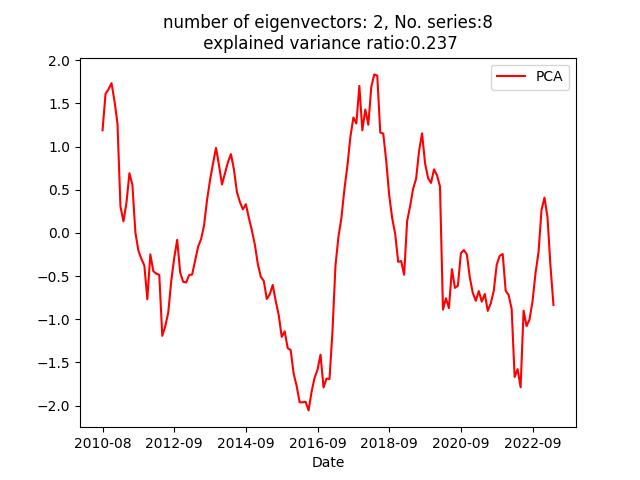 number of eigenvectors: 2, No. series:8
explained variance ratio:0.237
PCA
2.0
1.5
1.0
0.5
0.0
−0.5
−1.0
−1.5
−2.0
2010-08 2012-09 2014-09 2016-09 2018-09 2020-09 2022-09
Date